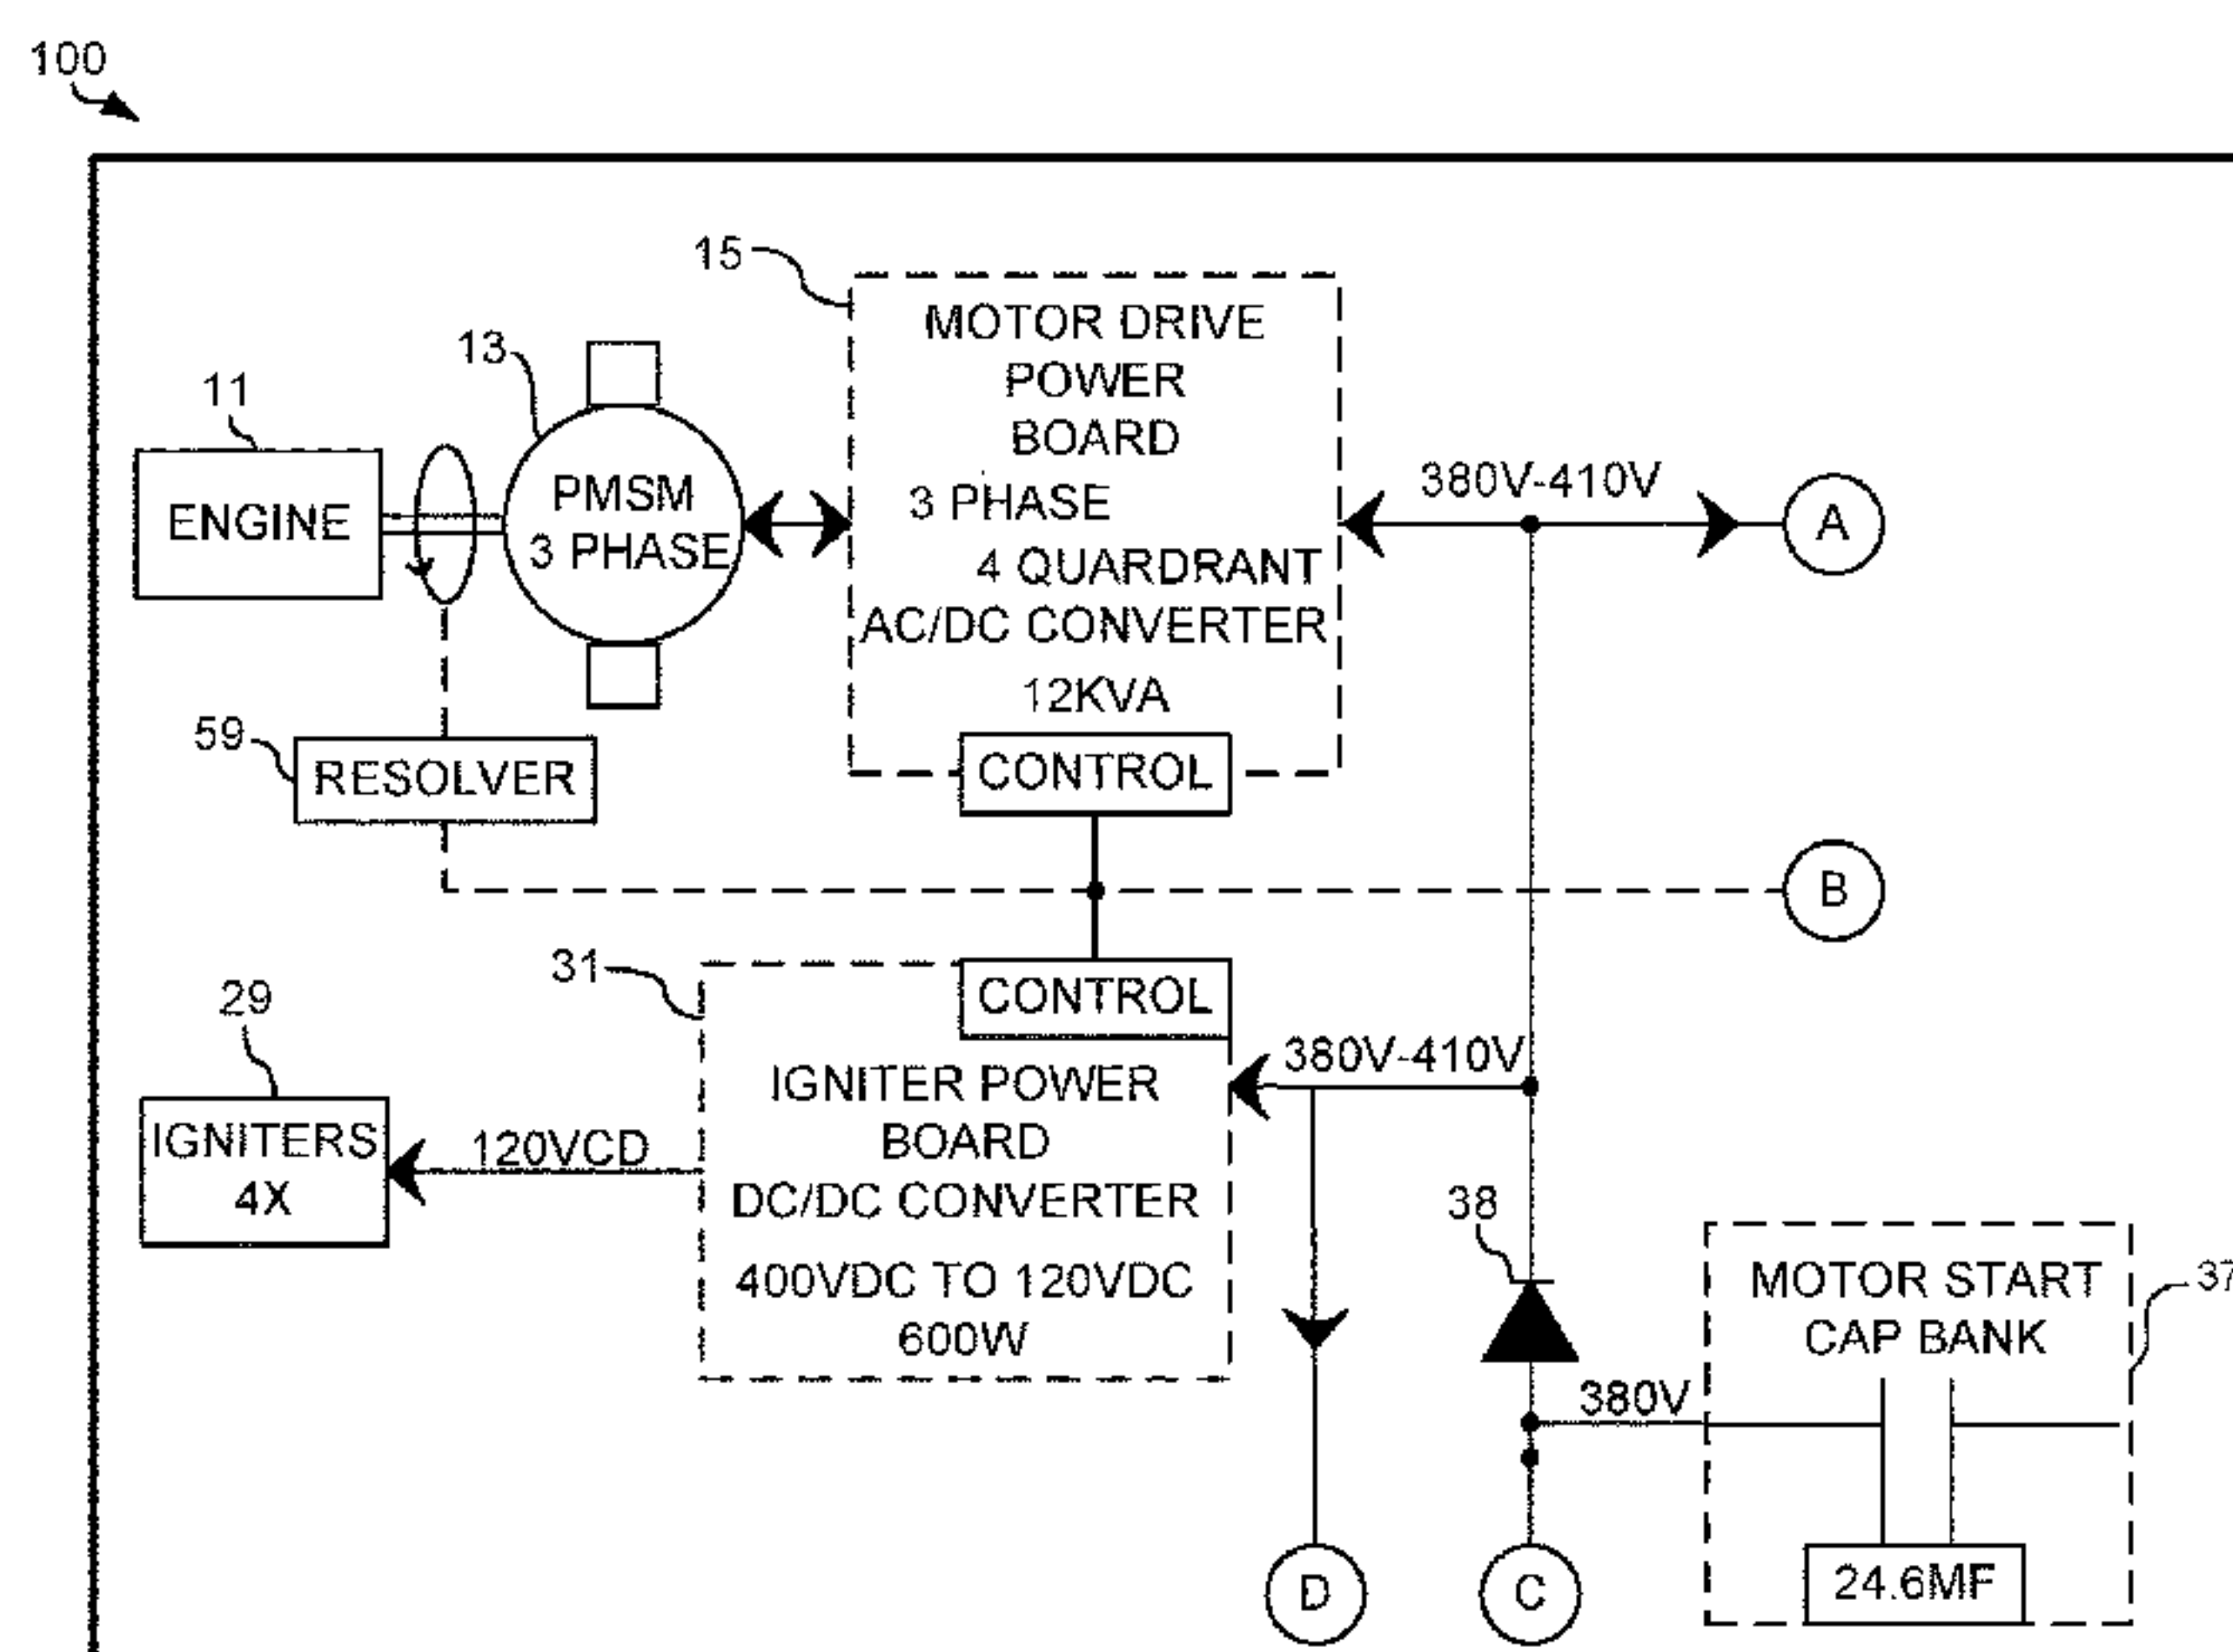 100
15
MOTOR DRIVE
POWER
BOARD
3 PHASE
4 QUARDRANT
AC/DC CONVERTER
12KVA
CONTROL
13
PMSM
3 PHASE
11
ENGINE
380V-410V
A
59
RESOLVER
B
31
CONTROL
IGNITER POWER
BOARD
DC/DC CONVERTER
400VDC TO 120VDC
600W
380V-410V
29
IGNITERS
4X
120VCD
38
MOTOR START
CAP BANK
37
380V
24.6MF
D
C